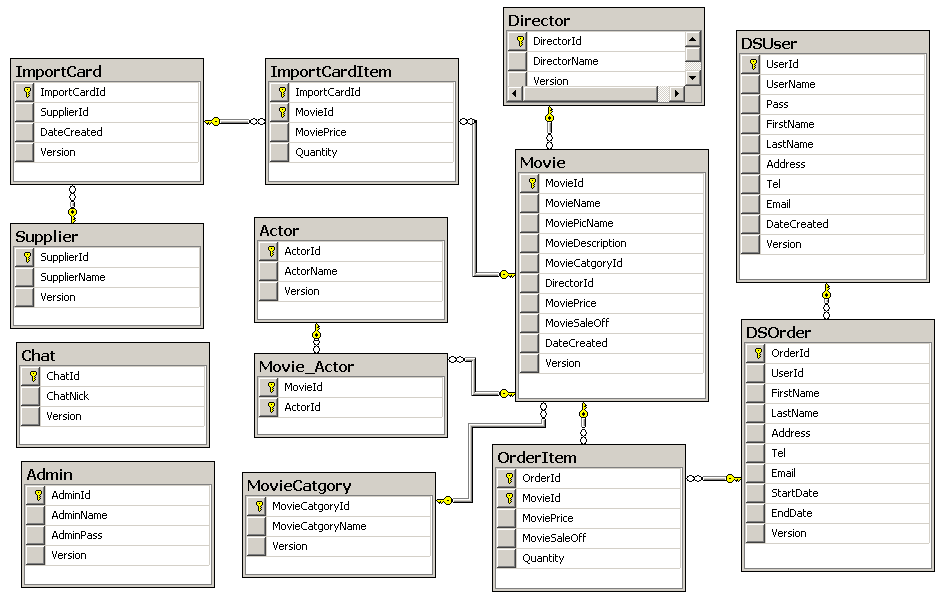 ImportCard
ImportCardId
SupplierId
DateCreated
Version
ImportCardItem
ImportCardId
MovieId
MoviePrice
Quantity
Director
DirectorId
DirectorName
Version
DSUser
UserId
UserName
Pass
FirstName
LastName
Address
Tel
Email
DateCreated
Version
Supplier
SupplierId
SupplierName
Version
Actor
ActorId
ActorName
Version
Movie
MovieId
MovieName
MoviePicName
MovieDescription
MovieCatgoryId
DirectorId
MoviePrice
MovieSaleOff
DateCreated
Version
Chat
ChatId
ChatNick
Version
Movie_Actor
MovieId
ActorId
DSOrder
OrderId
UserId
FirstName
LastName
Address
Tel
Email
StartDate
EndDate
Version
Admin
AdminId
AdminName
AdminPass
Version
MovieCatgory
MovieCatgoryId
MovieCatgoryName
Version
OrderItem
OrderId
MovieId
MoviePrice
MovieSaleOff
Quantity